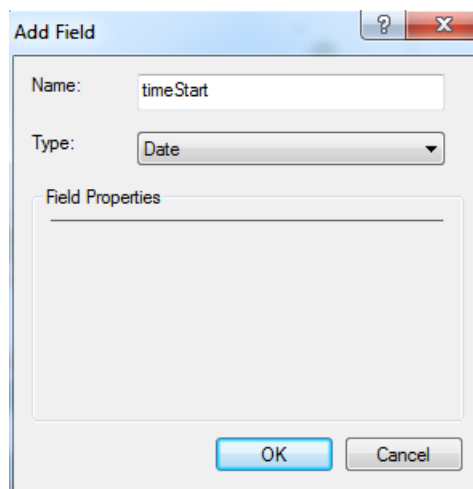 Add Field
?
X
Name: timeStart
Type: Date
Field Properties
OK Cancel